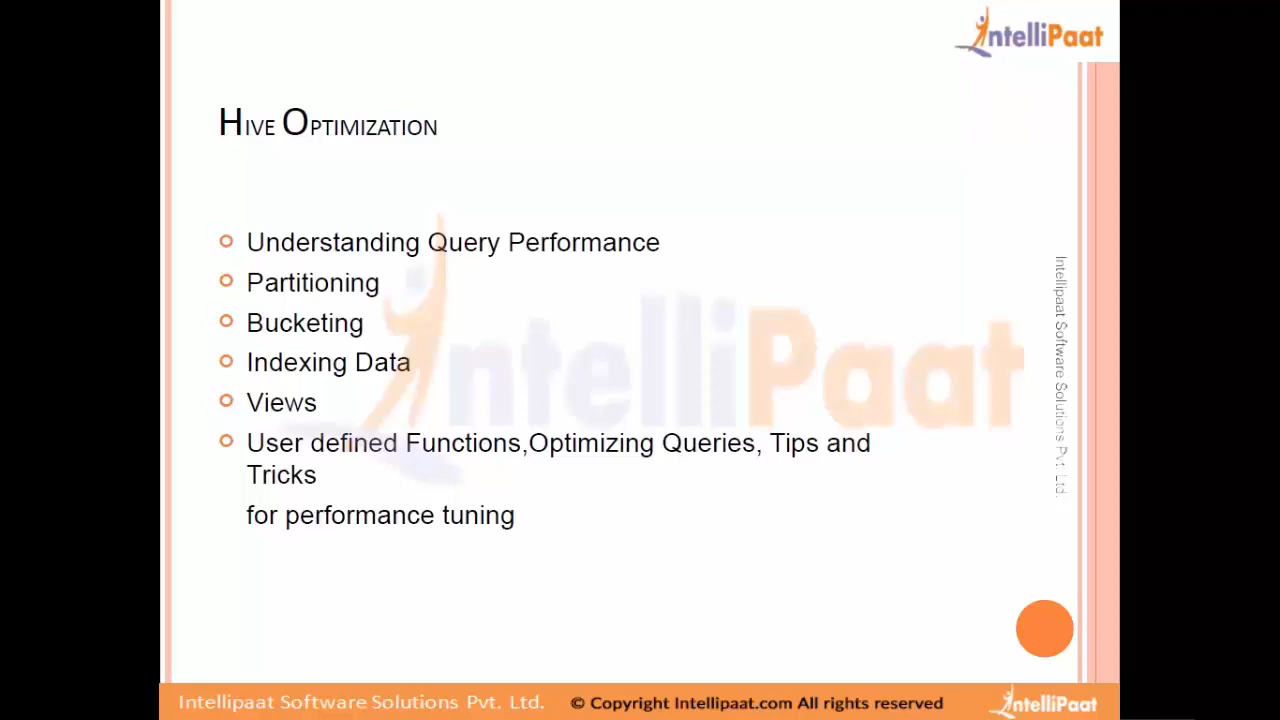 IntelliPaat
HIVE OPTIMIZATION
Understanding Query Performance
Partitioning
Bucketing
Indexing Data
Views
User defined Functions,Optimizing Queries, Tips and
Tricks
for performance tuning
IntelliPaat
Intellipaat Software Solutions Pvt. Ltd.
Intellipaat Software Solutions Pvt. Ltd.
© Copyright Intellipaat.com All rights reserved
IntelliPaat